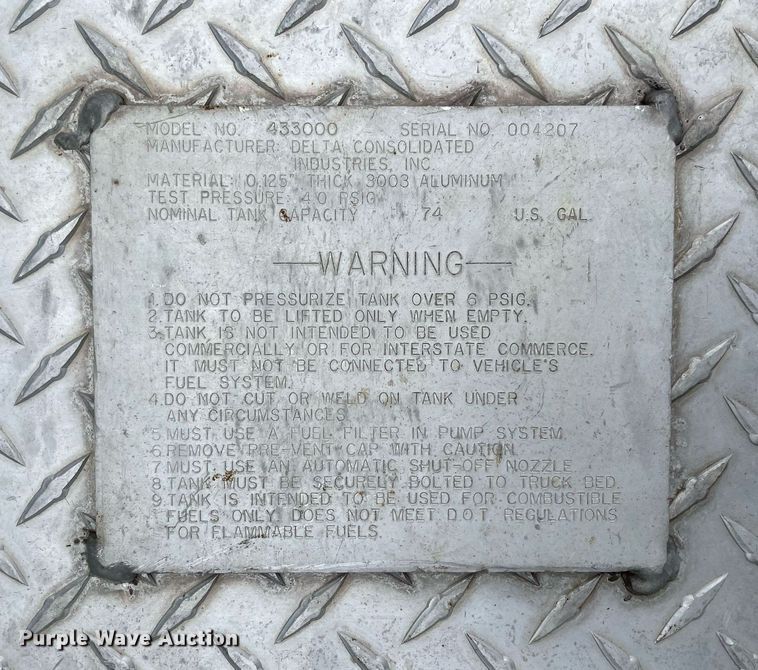 MODEL NO. 433000 SERIAL NO. 004207
MANUFACTURER: DELTA CONSOLIDATED
INDUSTRIES, INC.
MATERIAL: 0.125" THICK 3003 ALUMINUM
TEST PRESSURE 4.0 PSIG
NOMINAL TANK CAPACITY 74 U.S. GAL.
WARNING
1. DO NOT PRESSURIZE TANK OVER 6 PSIG.
2. TANK TO BE LIFTED ONLY WHEN EMPTY.
3. TANK IS NOT INTENDED TO BE USED
COMMERCIALLY OR FOR INTERSTATE COMMERCE.
IT MUST NOT BE CONNECTED TO VEHICLE'S
FUEL SYSTEM.
4. DO NOT CUT OR WELD ON TANK UNDER
ANY CIRCUMSTANCES.
5. MUST USE A FUEL FILTER IN PUMP SYSTEM.
6. REMOVE PRE-VENT CAP WITH CAUTION.
7. MUST USE AN AUTOMATIC SHUT-OFF NOZZLE.
8. TANK MUST BE SECURELY BOLTED TO TRUCK BED.
9. TANK IS INTENDED TO BE USED FOR COMBUSTIBLE
FUELS ONLY. DOES NOT MEET D.O.T. REGULATIONS
FOR FLAMMABLE FUELS.
Purple Wave Auction